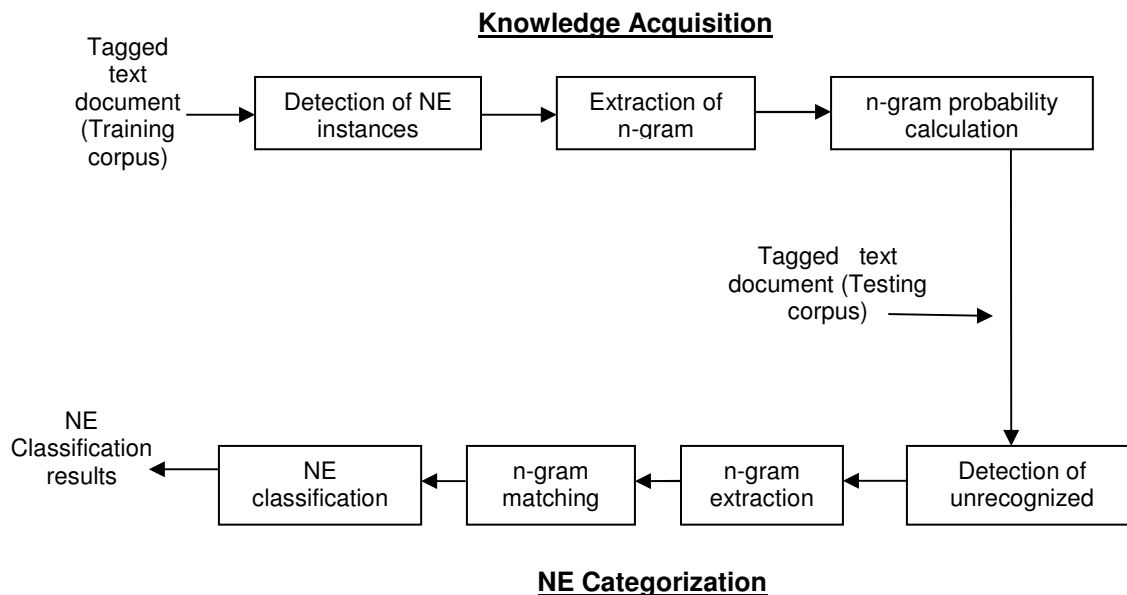 Knowledge Acquisition
Tagged
text
document
(Training
corpus)
Detection of NE
instances
Extraction of
n-gram
n-gram probability
calculation
Tagged text
document (Testing
corpus)
Detection of
unrecognized
n-gram
extraction
n-gram
matching
NE
classification
NE
Classification
results
NE Categorization